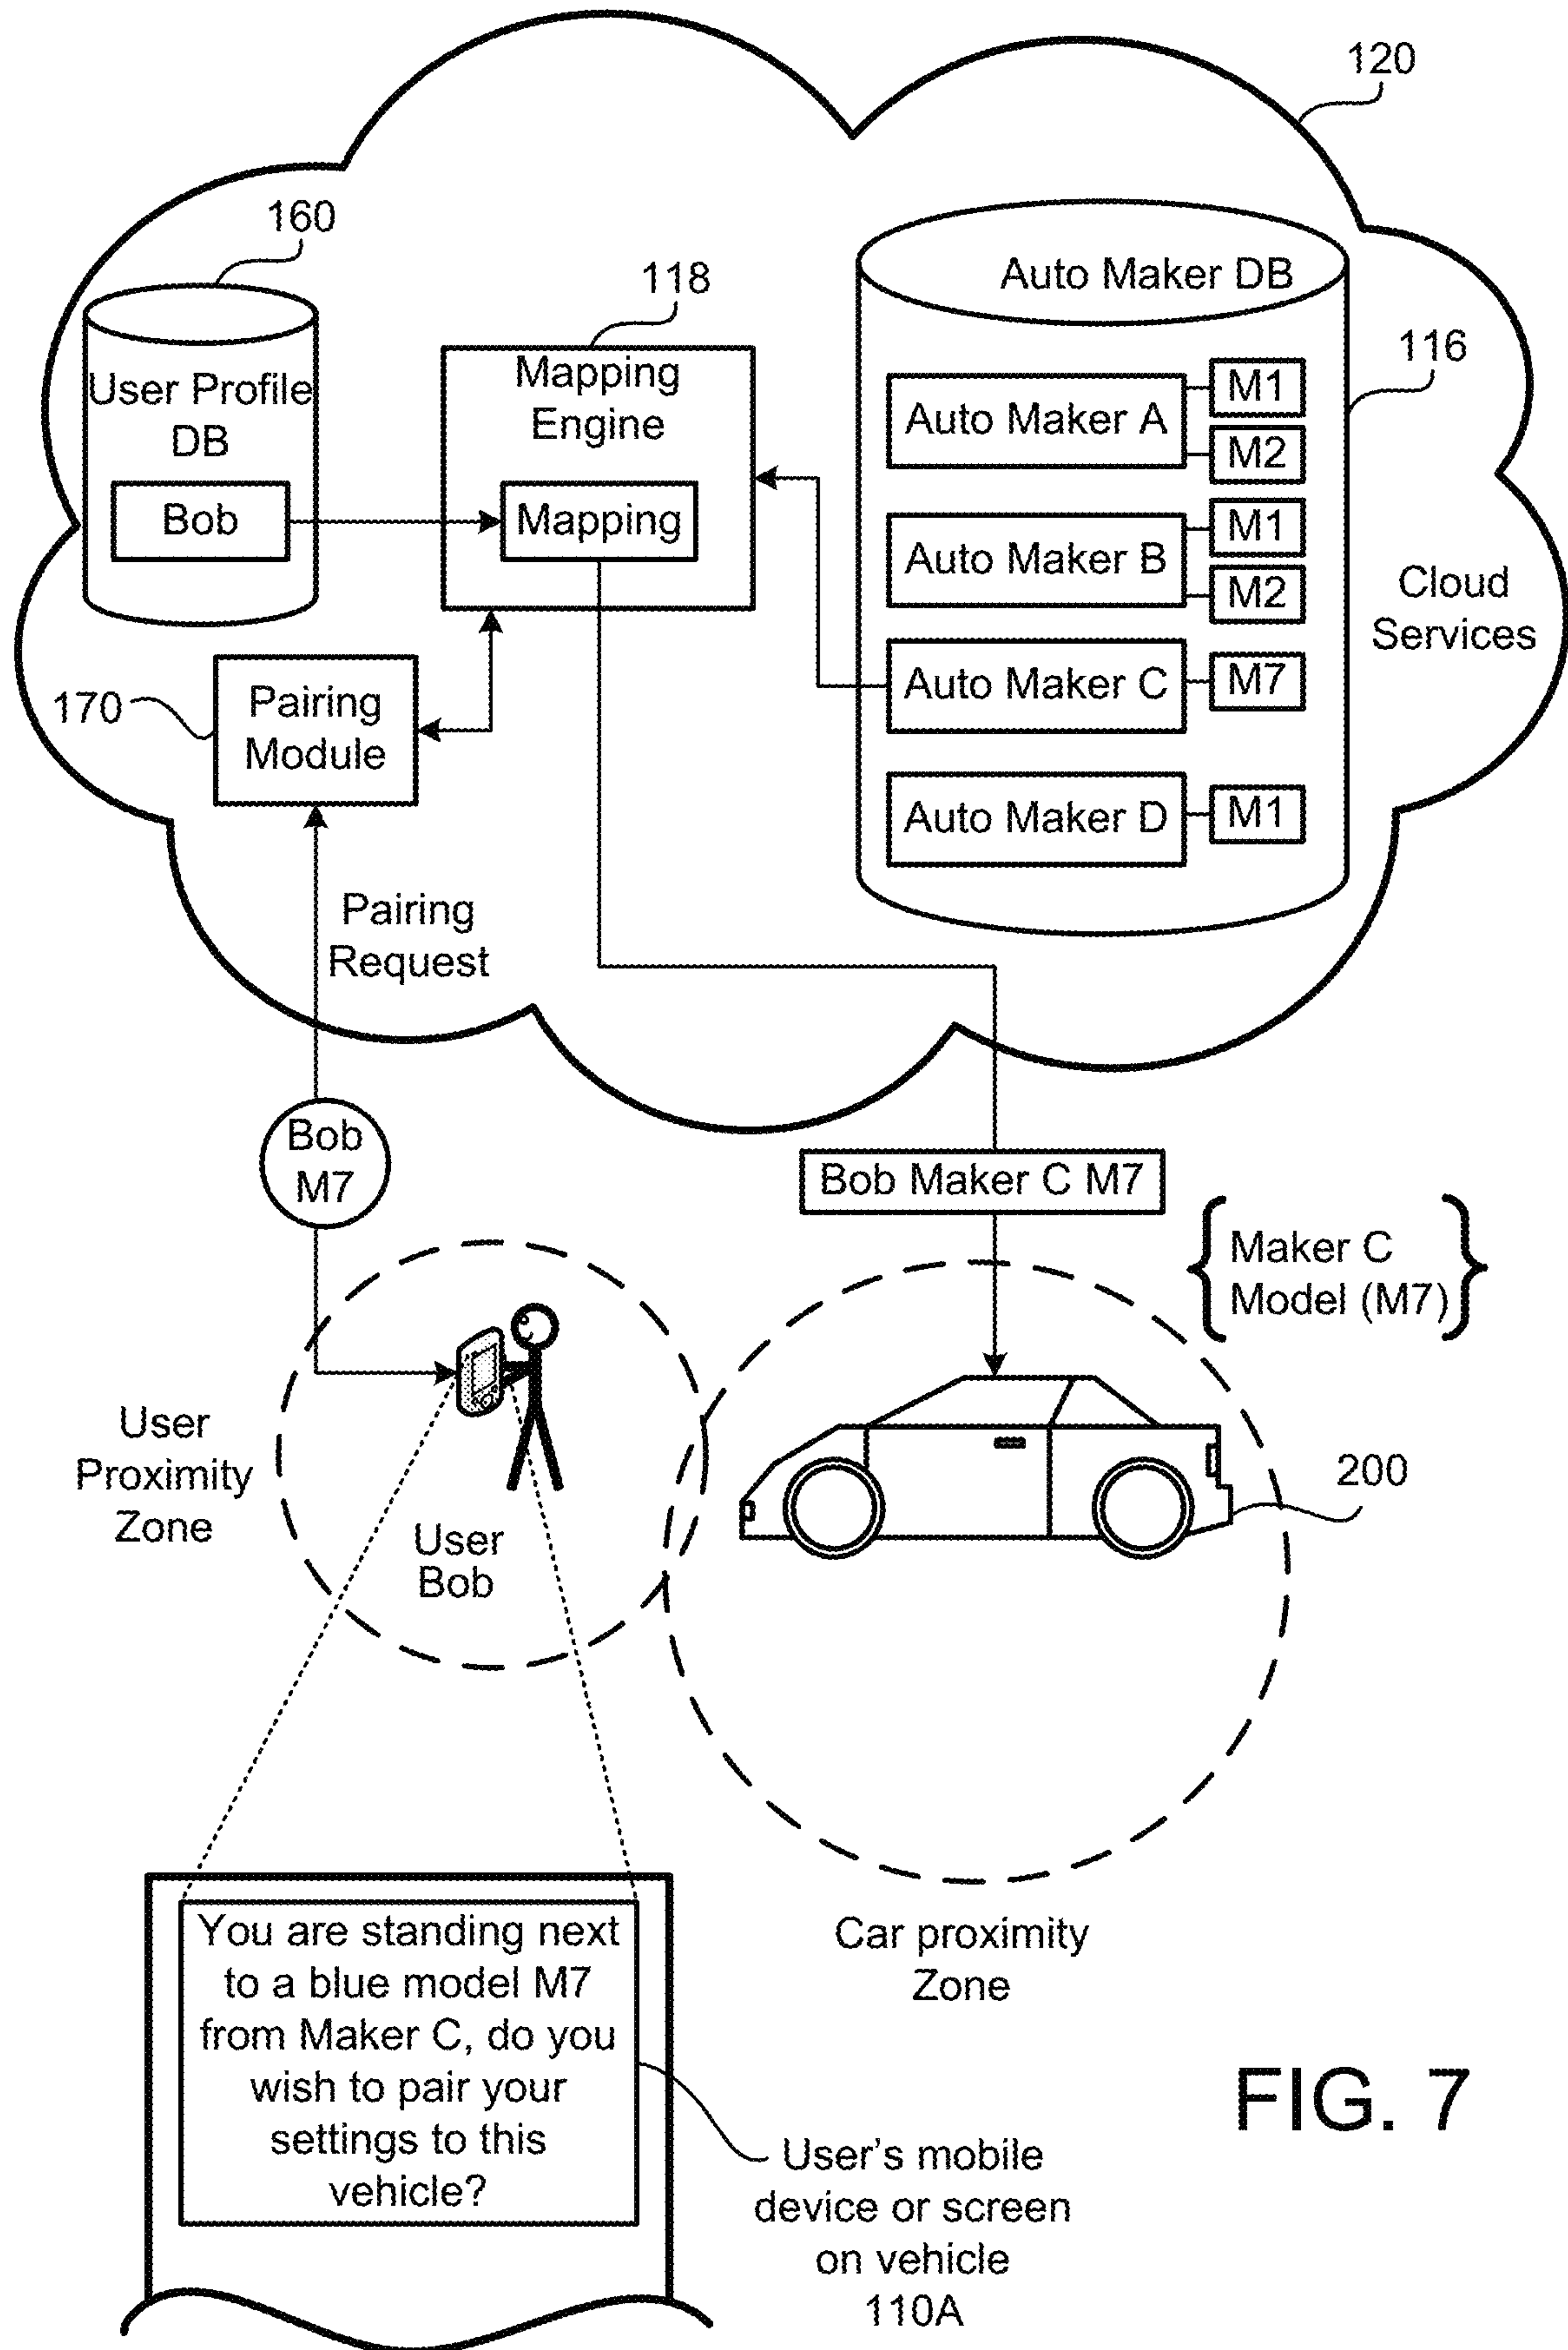 120
160
118
Auto Maker DB
116
User Profile
DB
Bob
Mapping
Engine
Mapping
Auto Maker A
M1
M2
Auto Maker B
M1
M2
Auto Maker C
M7
Auto Maker D
M1
Cloud
Services
170
Pairing
Module
Pairing
Request
Bob
M7
Bob Maker C M7
Maker C
Model (M7)
User
Proximity
Zone
User
Bob
200
Car proximity
Zone
You are standing next
to a blue model M7
from Maker C, do you
wish to pair your
settings to this
vehicle?
User's mobile
device or screen
on vehicle
110A
FIG. 7